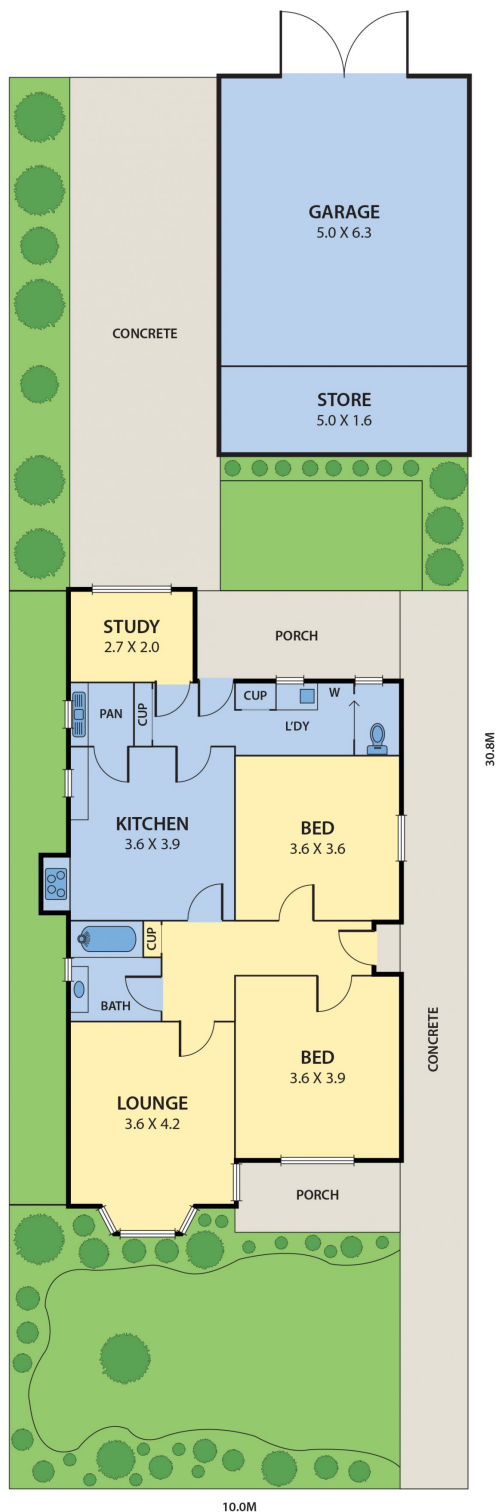 GARAGE
5.0 X 6.3
CONCRETE
STORE
5.0 X 1.6
STUDY
2.7 X 2.0
PORCH
PAN
CUP
CUP
W
L'DY
30.8M
KITCHEN
3.6 X 3.9
BED
3.6 X 3.6
CUP
BATH
CONCRETE
BED
3.6 X 3.9
LOUNGE
3.6 X 4.2
PORCH
10.0M